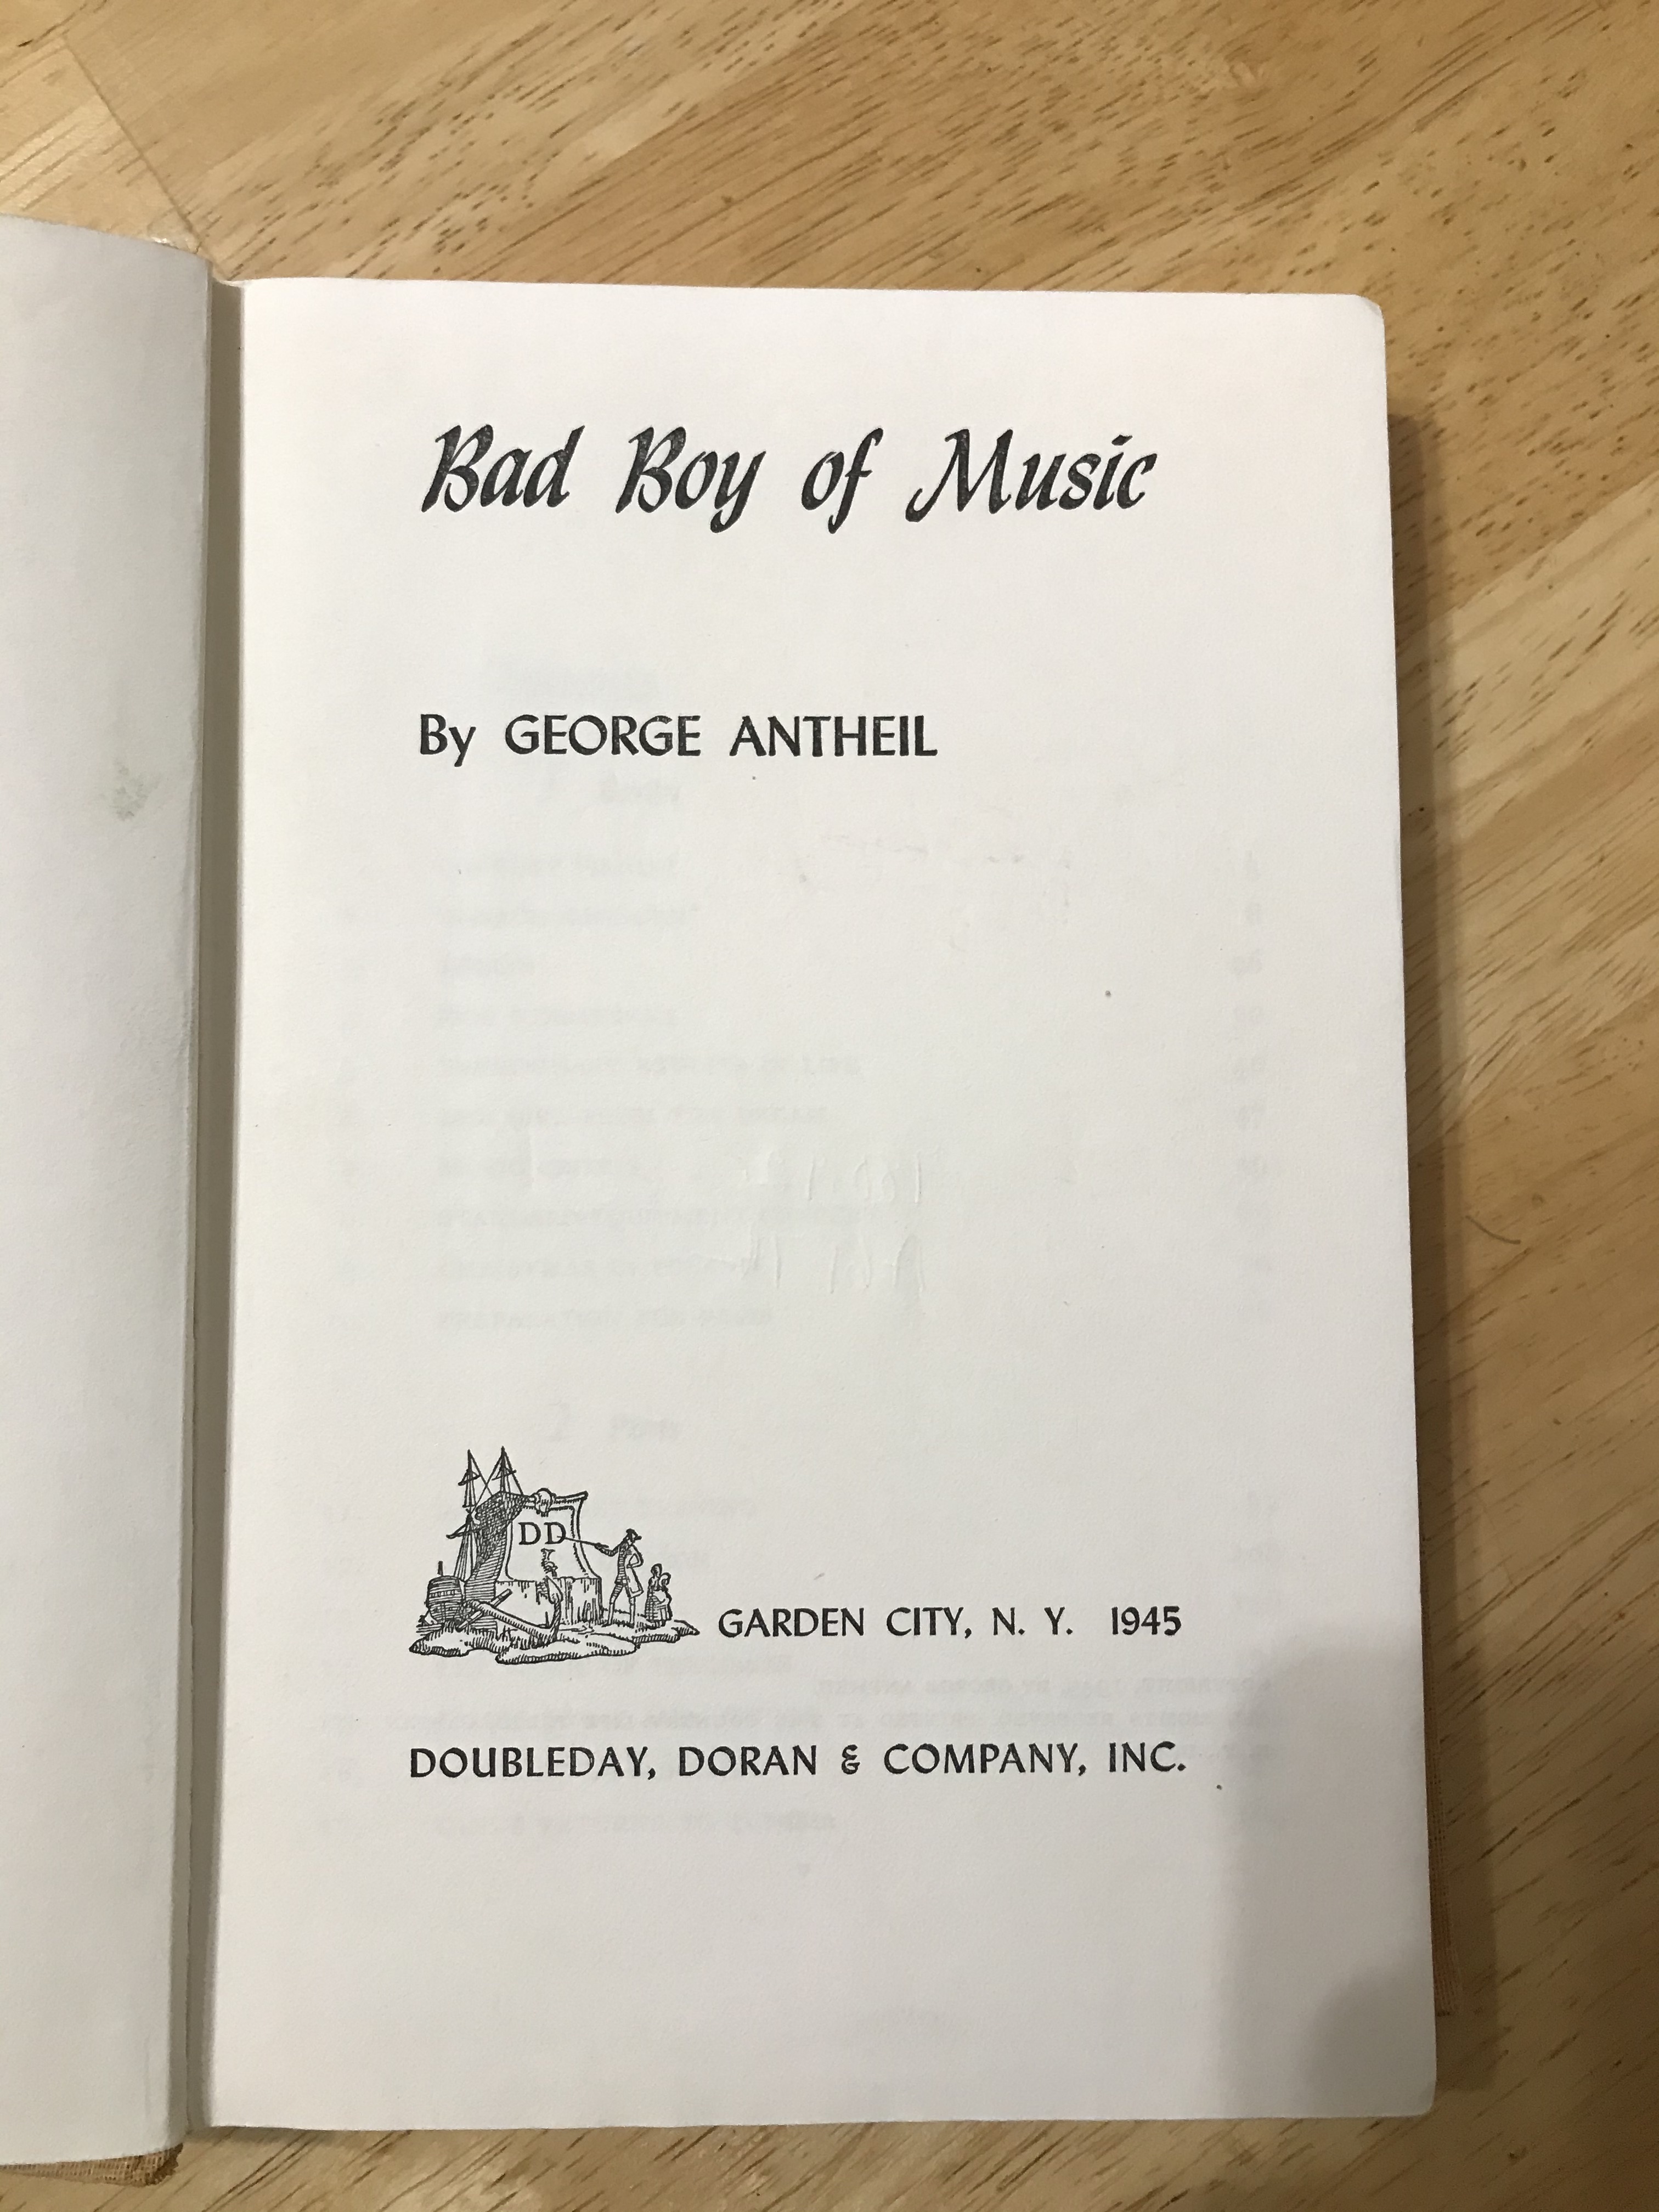 Bad Boy of Music
By GEORGE ANTHEIL
DD
GARDEN CITY, N. Y. 1945
DOUBLEDAY, DORAN & COMPANY, INC.